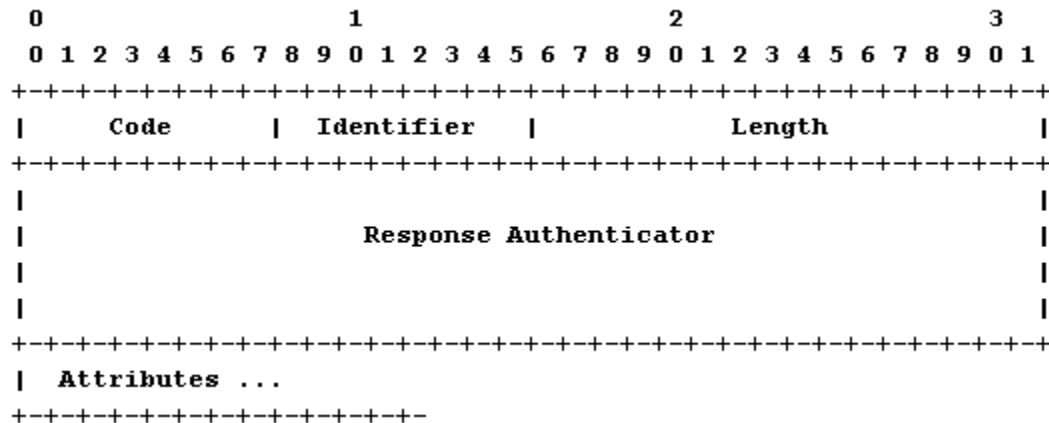 0                   1                   2                   3
0 1 2 3 4 5 6 7 8 9 0 1 2 3 4 5 6 7 8 9 0 1 2 3 4 5 6 7 8 9 0 1
+-+-+-+-+-+-+-+-+-+-+-+-+-+-+-+-+-+-+-+-+-+-+-+-+-+-+-+-+-+-+-+-+
|     Code      |  Identifier   |            Length             |
+-+-+-+-+-+-+-+-+-+-+-+-+-+-+-+-+-+-+-+-+-+-+-+-+-+-+-+-+-+-+-+-+
|                                                               |
|                     Response Authenticator                    |
|                                                               |
|                                                               |
+-+-+-+-+-+-+-+-+-+-+-+-+-+-+-+-+-+-+-+-+-+-+-+-+-+-+-+-+-+-+-+-+
|  Attributes ...
+-+-+-+-+-+-+-+-+-+-+-+-+-